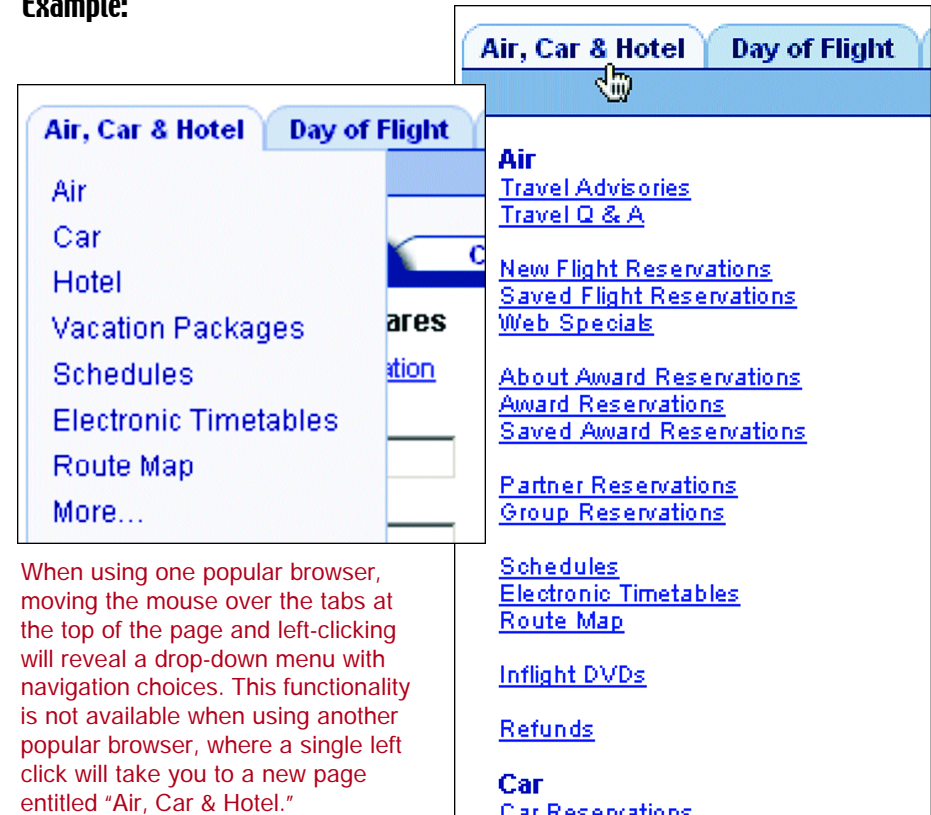 Example:
Air, Car & Hotel
Day of Flight
Air
Car
Hotel
Vacation Packages
Schedules
Electronic Timetables
Route Map
More...
C
ares
ation
When using one popular browser,
moving the mouse over the tabs at
the top of the page and left-clicking
will reveal a drop-down menu with
navigation choices. This functionality
is not available when using another
popular browser, where a single left
click will take you to a new page
entitled “Air, Car & Hotel.”
Air, Car & Hotel
Day of Flight
Air
Travel Advisories
Travel Q & A
New Flight Reservations
Saved Flight Reservations
Web Specials
About Award Reservations
Award Reservations
Saved Award Reservations
Partner Reservations
Group Reservations
Schedules
Electronic Timetables
Route Map
Inflight DVDs
Refunds
Car
Car Reservations